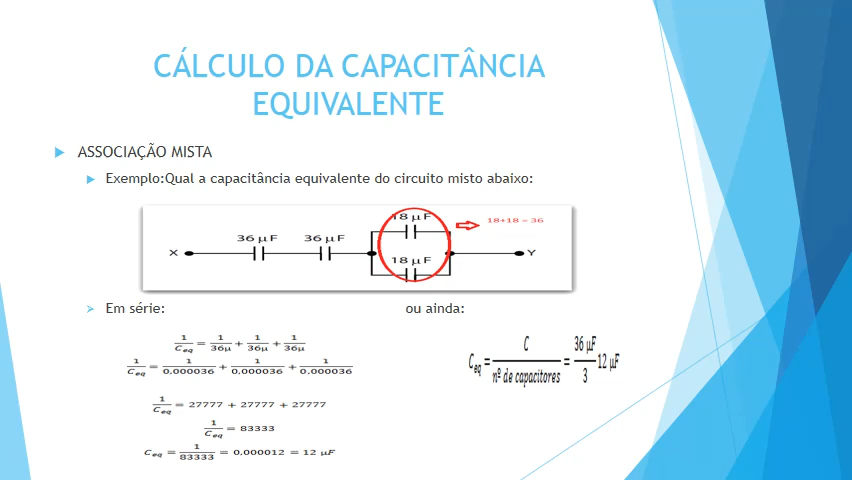 CÁLCULO DA CAPACITÂNCIA
EQUIVALENTE
ASSOCIAÇÃO MISTA
Exemplo:Qual a capacitância equivalente do circuito misto abaixo:
18 μF
18+18 = 36
36 μF 36 μF
X Y
18 μF
Em série: ou ainda:
1/Ceq = 1/36μ + 1/36μ + 1/36μ
1/Ceq = 1/0,000036 + 1/0,000036 + 1/0,000036
1/Ceq = 27777 + 27777 + 27777
1/Ceq = 83333
Ceq = 1/83333 = 0,000012 = 12 μF
Ceq = C/nº de capacitores = 36 μF/3 12 μF